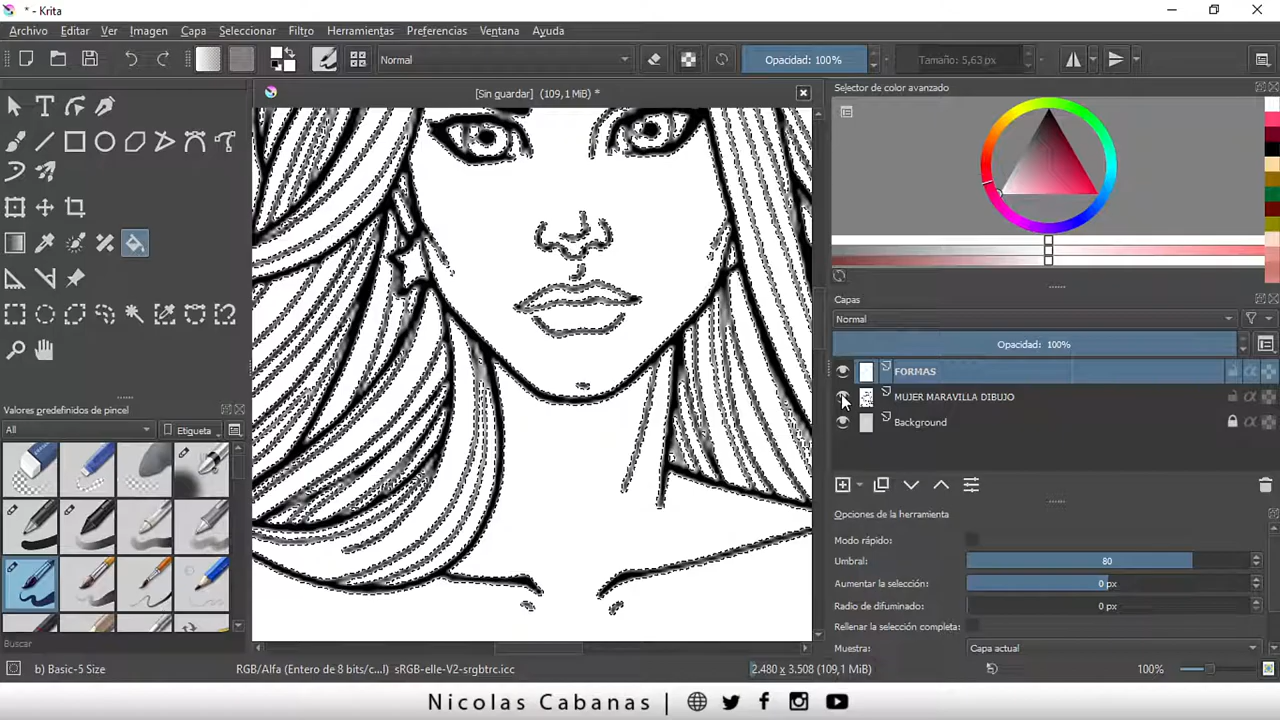 * - Krita
Archivo Editar Ver Imagen Capa Seleccionar Filtro Herramientas Preferencias Ventana Ayuda
Normal Opacidad: 100% Tamaño: 5,63 px
[Sin guardar] (109,1 MiB) *
Selector de color avanzado
Capas
Normal
Opacidad: 100%
FORMAS
MUJER MARAVILLA DIBUJO
Background
Valores predefinidos de pincel
All Etiqueta
Opciones de la herramienta
Modo rápido:
Umbral: 80
Aumentar la selección: 0 px
Radio de difuminado: 0 px
Rellenar la selección completa:
Muestra: Capa actual
Buscar
b) Basic-5 Size RGB/Alfa (Entero de 8 bits/c...l) sRGB-elle-V2-srgbtrc.icc 2.480 x 3.508 (109,1 MiB) 100%
Nicolas Cabanas |